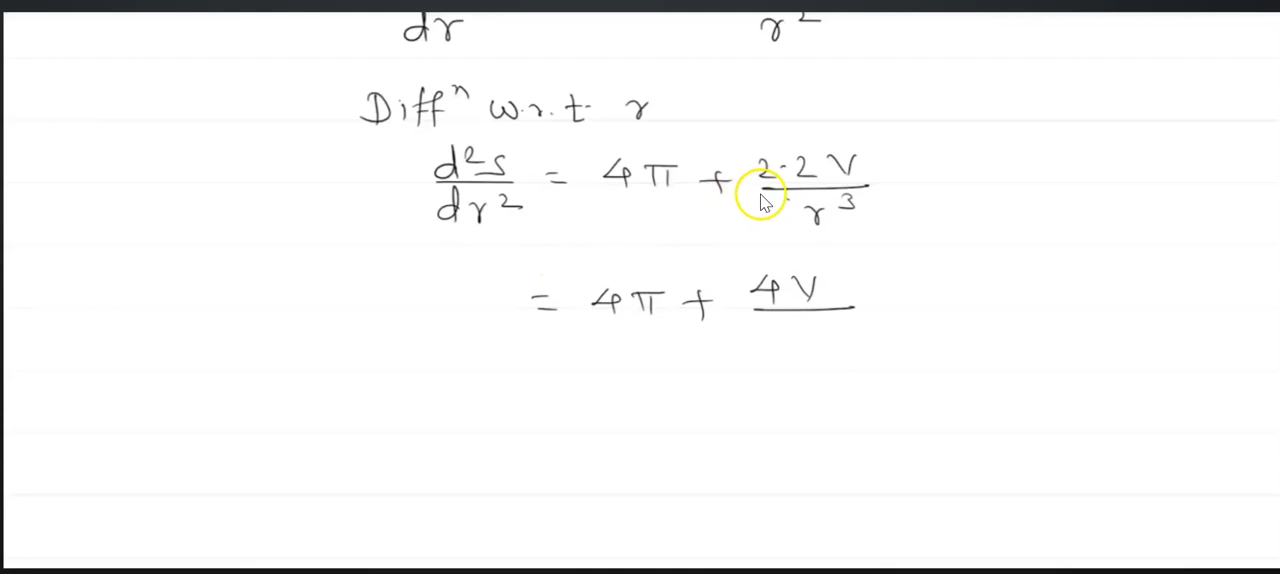 dr r²
Diffⁿ w.r.t. r
d²s/dr² = 4π + 2·2V/r³
= 4π + 4V